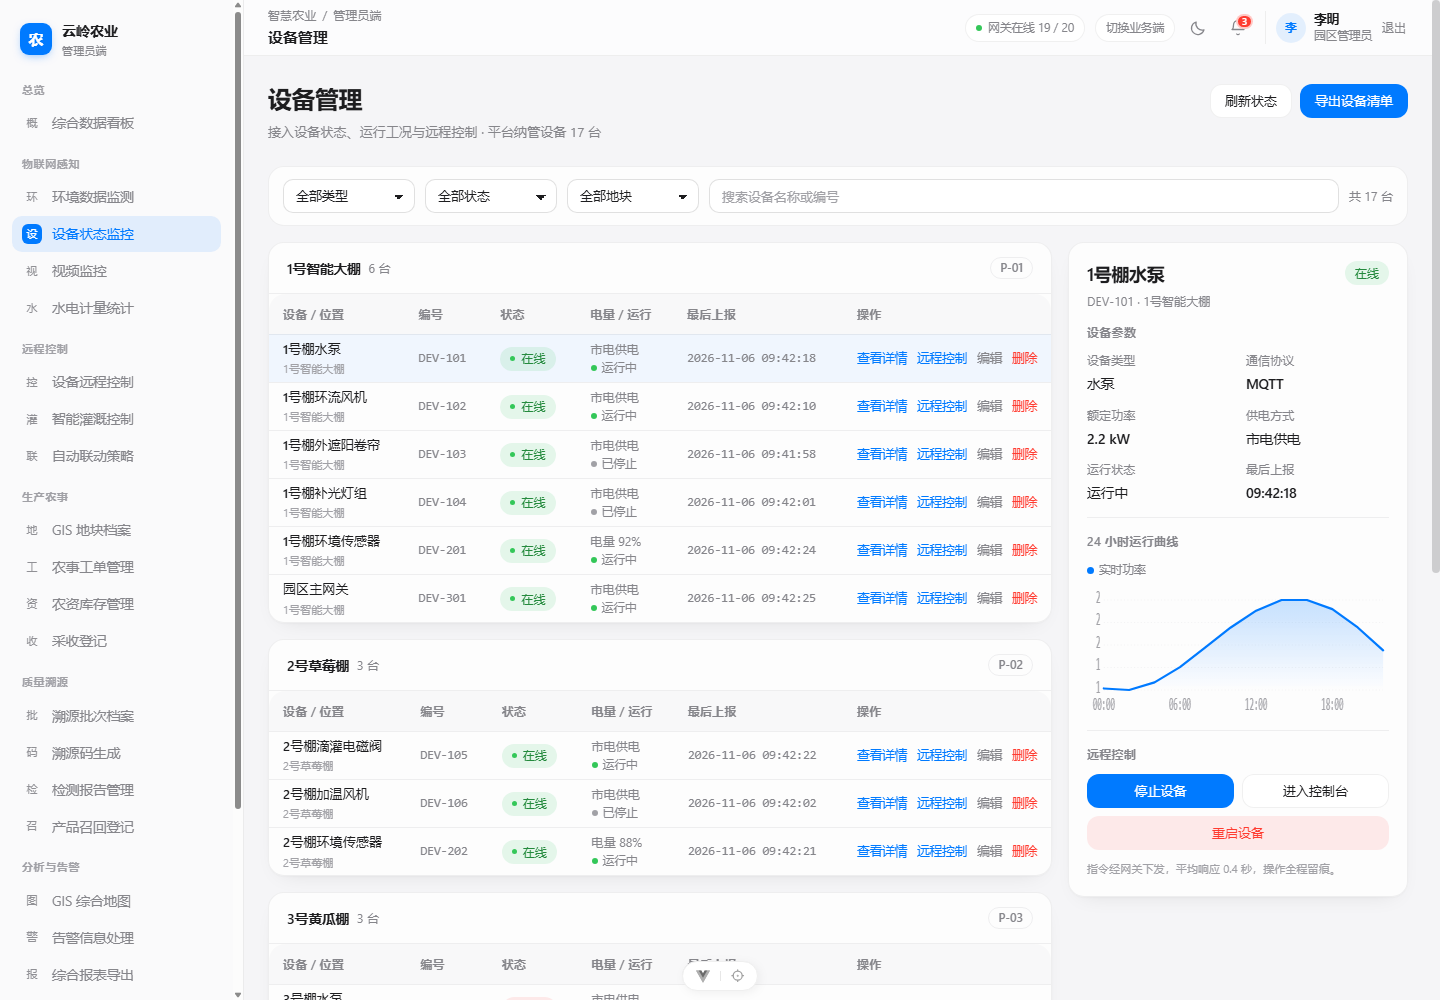 农
云岭农业
管理员端
总览
概 综合数据看板
物联网感知
环 环境数据监测
设 设备状态监控
视 视频监控
水 水电计量统计
远程控制
控 设备远程控制
灌 智能灌溉控制
联 自动联动策略
生产农事
地 GIS 地块档案
工 农事工单管理
资 农资库存管理
收 采收登记
质量溯源
批 溯源批次档案
码 溯源码生成
检 检测报告管理
召 产品召回登记
分析与告警
图 GIS 综合地图
警 告警信息处理
报 综合报表导出
智慧农业 / 管理员端
设备管理
网关在线 19 / 20
切换业务端
3
李
李明
园区管理员
退出
设备管理
接入设备状态、运行工况与远程控制 · 平台纳管设备 17 台
刷新状态
导出设备清单
全部类型 全部状态 全部地块 搜索设备名称或编号 共 17 台
1号智能大棚 6 台 P-01
设备 / 位置 编号 状态 电量 / 运行 最后上报 操作
1号棚水泵 DEV-101 在线 市电供电 2026-11-06 09:42:18 查看详情 远程控制 编辑 删除
1号智能大棚 运行中
1号棚环流风机 DEV-102 在线 市电供电 2026-11-06 09:42:10 查看详情 远程控制 编辑 删除
1号智能大棚 运行中
1号棚外遮阳卷帘 DEV-103 在线 市电供电 2026-11-06 09:41:58 查看详情 远程控制 编辑 删除
1号智能大棚 已停止
1号棚补光灯组 DEV-104 在线 市电供电 2026-11-06 09:42:01 查看详情 远程控制 编辑 删除
1号智能大棚 已停止
1号棚环境传感器 DEV-201 在线 电量 92% 2026-11-06 09:42:24 查看详情 远程控制 编辑 删除
1号智能大棚 运行中
园区主网关 DEV-301 在线 市电供电 2026-11-06 09:42:25 查看详情 远程控制 编辑 删除
1号智能大棚 运行中
2号草莓棚 3 台 P-02
设备 / 位置 编号 状态 电量 / 运行 最后上报 操作
2号棚滴灌电磁阀 DEV-105 在线 市电供电 2026-11-06 09:42:22 查看详情 远程控制 编辑 删除
2号草莓棚 运行中
2号棚加温风机 DEV-106 在线 市电供电 2026-11-06 09:42:02 查看详情 远程控制 编辑 删除
2号草莓棚 已停止
2号棚环境传感器 DEV-202 在线 电量 88% 2026-11-06 09:42:21 查看详情 远程控制 编辑 删除
2号草莓棚 运行中
3号黄瓜棚 3 台 P-03
设备 / 位置 编号 状态 电量 / 运行 操作
3号棚水泵 市电供电
1号棚水泵 在线
DEV-101 · 1号智能大棚
设备参数
设备类型 通信协议
水泵 MQTT
额定功率 供电方式
2.2 kW 市电供电
运行状态 最后上报
运行中 09:42:18
24 小时运行曲线
实时功率
2
2
2
1
1
00:00 06:00 12:00 18:00
远程控制
停止设备 进入控制台
重启设备
指令经网关下发，平均响应 0.4 秒，操作全程留痕。